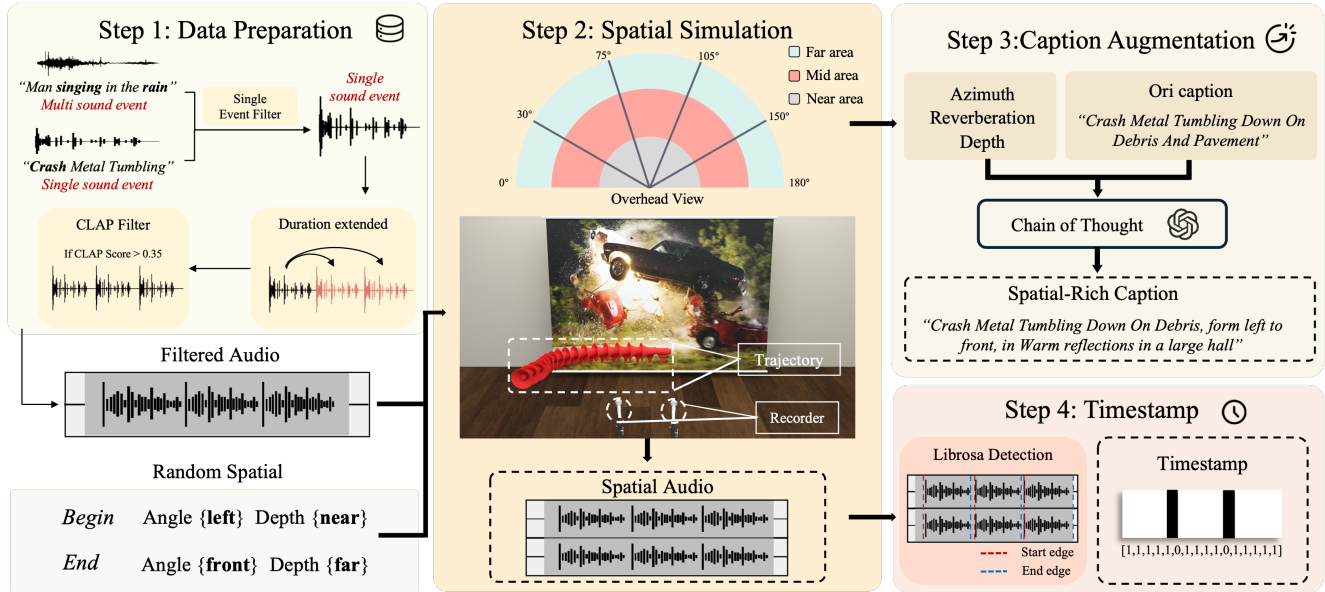 Step 1: Data Preparation
“Man singing in the rain”
Multi sound event
“Crash Metal Tumbling”
Single sound event
Single
Event Filter
Single
sound event
CLAP Filter
If CLAP Score > 0.35
Duration extended
Filtered Audio
Random Spatial
Begin Angle {left} Depth {near}
End Angle {front} Depth {far}
Step 2: Spatial Simulation
Far area
Mid area
Near area
0°
30°
75°
105°
150°
180°
Overhead View
Trajectory
Recorder
Spatial Audio
Step 3:Caption Augmentation
Azimuth
Reverberation
Depth
Ori caption
“Crash Metal Tumbling Down On
Debris And Pavement”
Chain of Thought
Spatial-Rich Caption
“Crash Metal Tumbling Down On Debris, form left to
front, in Warm reflections in a large hall”
Step 4: Timestamp
Librosa Detection
Start edge
End edge
Timestamp
[1,1,1,1,1,0,1,1,1,1,0,1,1,1,1,1]